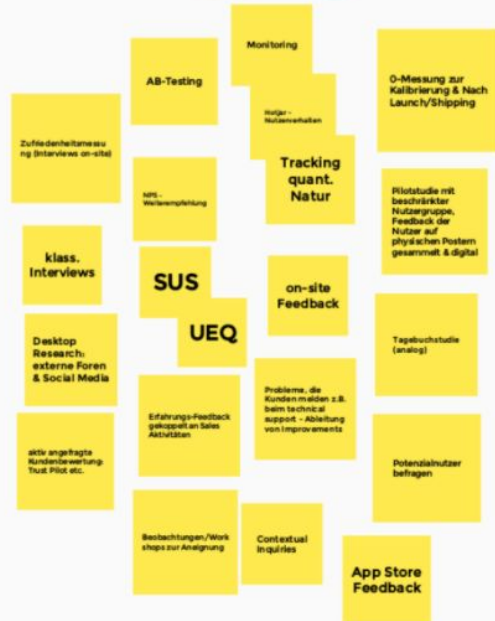 Monitoring
AB-Testing
0-Messung zur
Kalibrierung & Nach
Launch/Shipping
Hotjar -
Nutzerverhalten
Zufriedenheitsmessu
ng (Interviews on-site)
Tracking
quant.
Natur
NPS -
Weiterempfehlung
Pilotstudie mit
beschränkter
Nutzergruppe,
Feedback der
Nutzer auf
physischen Postern
gesammelt & digital
klass.
Interviews
SUS
on-site
Feedback
UEQ
Desktop
Research:
externe Foren
& Social Media
Tagebuchstudie
(analog)
Erfahrungs-Feedback
gekoppelt an Sales
Aktivitäten
Probleme, die
Kunden melden z.B.
beim technical
support - Ableitung
von Improvements
aktiv angefragte
Kundenbewertung:
Trust Pilot etc.
Potenzialnutzer
befragen
Beobachtungen/Work
shops zur Aneignung
Contextual
Inquiries
App Store
Feedback